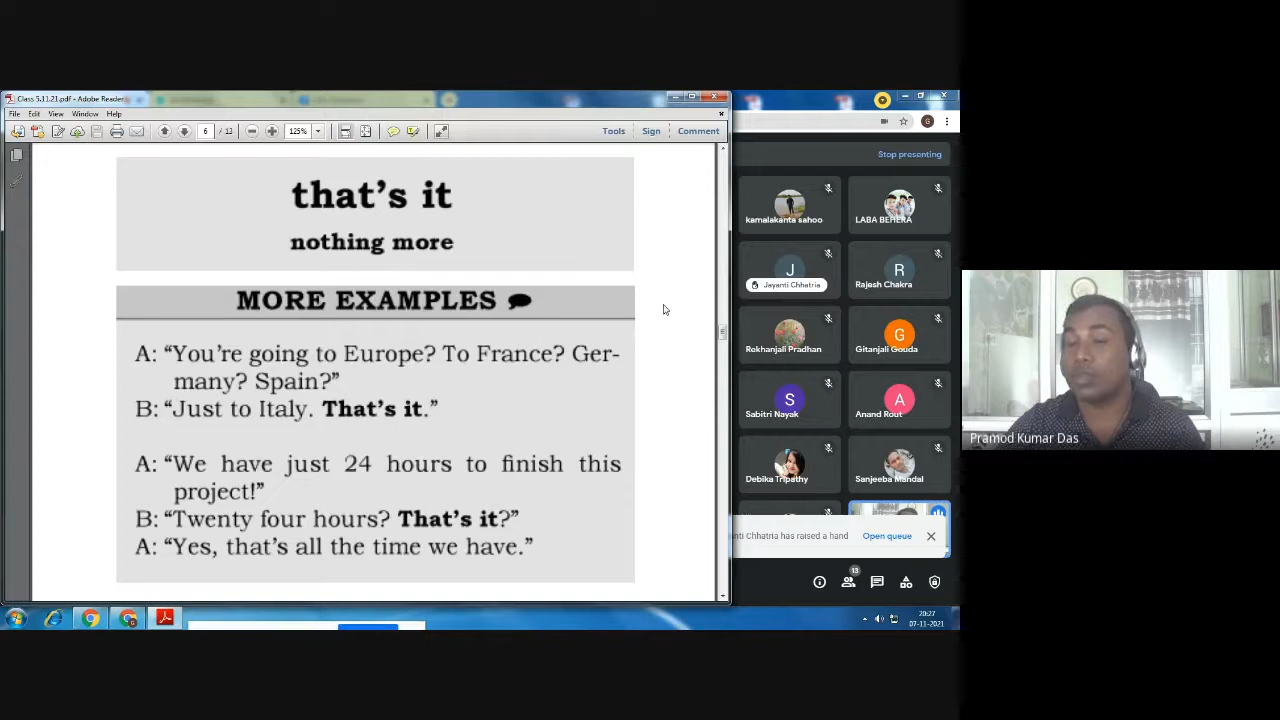 Class 5.11.21.pdf - Adobe Reader
File Edit View Window Help
6 / 13 125% Tools Sign Comment
that's it
nothing more
MORE EXAMPLES
A: “You’re going to Europe? To France? Ger-
many? Spain?”
B: “Just to Italy. That’s it.”
A: “We have just 24 hours to finish this
project!”
B: “Twenty four hours? That’s it?”
A: “Yes, that’s all the time we have.”
G
Stop presenting
kamalakanta sahoo
LABA BEHERA
J
Jayanti Chhatria
R
Rajesh Chakra
Rekhanjali Pradhan
G
Gitanjali Gouda
S
Sabitri Nayak
A
Anand Rout
Debika Tripathy
Sanjeeba Mandal
Chhatria has raised a hand Open queue
13
20:27
07-11-2021
Pramod Kumar Das